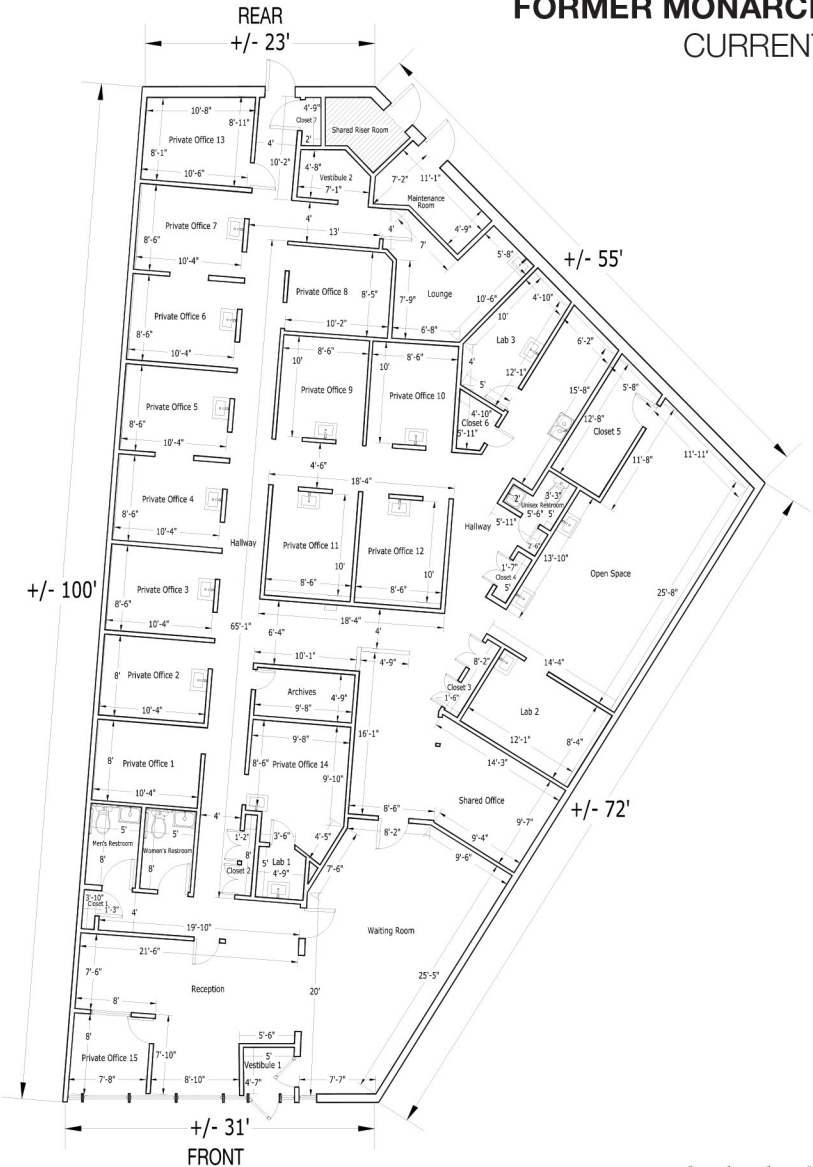 FORMER MONARCH
CURRENT
REAR
+/- 23'
10'-8"
8'-11"
Private Office 13
8'-1"
10'-6"
4'
10'-2"
4'-9"
Closet 7
2'
Shared Riser Room
4'-8"
Vestibule 2
7'-1"
7'-2"
11'-1"
Maintenance
Room
4'-9"
Private Office 7
8'-6"
10'-4"
4'
13'
4'
7'
5'-8"
+/- 55'
Private Office 8
8'-5"
10'-2"
7'-9"
Lounge
6'-8"
10'-6"
10'
4'-10"
Private Office 6
8'-6"
10'-4"
Lab 3
4'
5'
12'-1"
6'-2"
8'-6"
10'
Private Office 9
8'-6"
10'
Private Office 10
4'-10"
Closet 6
5'-11"
15'-8"
12'-8"
5'-8"
Closet 5
11'-8"
11'-11"
Private Office 5
8'-6"
10'-4"
4'-6"
18'-4"
Private Office 4
8'-6"
10'-4"
Hallway
Private Office 11
10'
8'-6"
Private Office 12
10'
8'-6"
Hallway
2'
3'-3"
Unisex Restroom
5'-11"
5'-6"
5'
2'-6"
13'-10"
Open Space
25'-8"
1'-7"
Closet 4
5'
+/- 100'
Private Office 3
8'-6"
10'-4"
65'-1"
18'-4"
6'-4"
4'
10'-1"
4'-9"
Private Office 2
8'
10'-4"
Archives
9'-8"
4'-9"
8'-2"
Closet 3
1'-6"
14'-4"
Lab 2
12'-1"
8'-4"
Private Office 1
8'
10'-4"
9'-8"
8'-6"
Private Office 14
9'-10"
16'-1"
14'-3"
Shared Office
9'-4"
9'-7"
+/- 72'
8'-6"
8'-2"
9'-6"
5'
Men's Restroom
8'
5'
Women's Restroom
8'
4'
1'-2"
8'
Closet 2
3'-6"
5'
Lab 1
4'-9"
4'-5"
7'-6"
3'-10"
Closet 1
1'-3"
4'
19'-10"
21'-6"
Waiting Room
25'-5"
7'-6"
Reception
8'
20'
8'
Private Office 15
7'-8"
7'-10"
8'-10"
5'-6"
5'
Vestibule 1
4'-7"
7'-7"
+/- 31'
FRONT